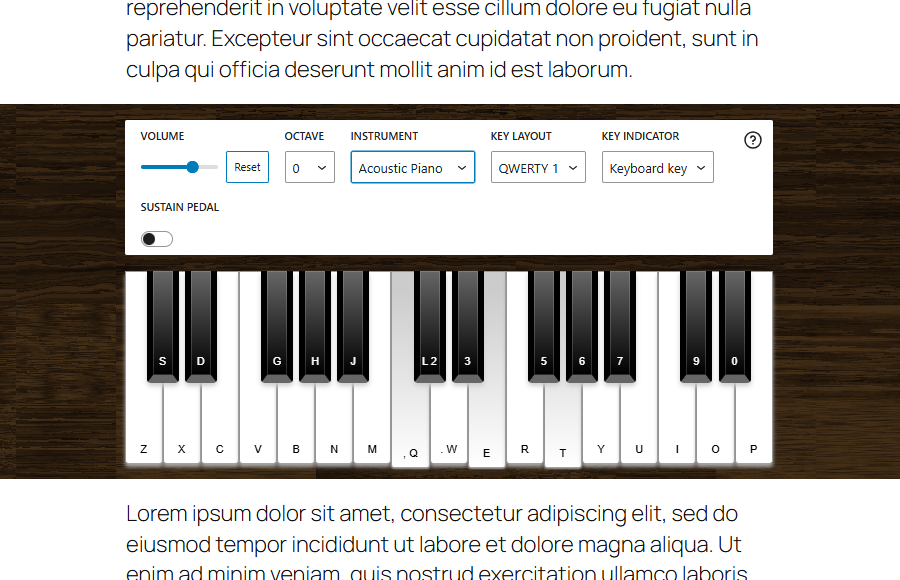 reprehenderit in voluptate velit esse cillum dolore eu fugiat nulla
pariatur. Excepteur sint occaecat cupidatat non proident, sunt in
culpa qui officia deserunt mollit anim id est laborum.
VOLUME OCTAVE INSTRUMENT KEY LAYOUT KEY INDICATOR ?
Reset 0 Acoustic Piano QWERTY 1 Keyboard key
SUSTAIN PEDAL
S D G H J L 2 3 5 6 7 9 0
Z X C V B N M , Q . W E R T Y U I O P
Lorem ipsum dolor sit amet, consectetur adipiscing elit, sed do
eiusmod tempor incididunt ut labore et dolore magna aliqua. Ut
enim ad minim veniam, quis nostrud exercitation ullamco laboris